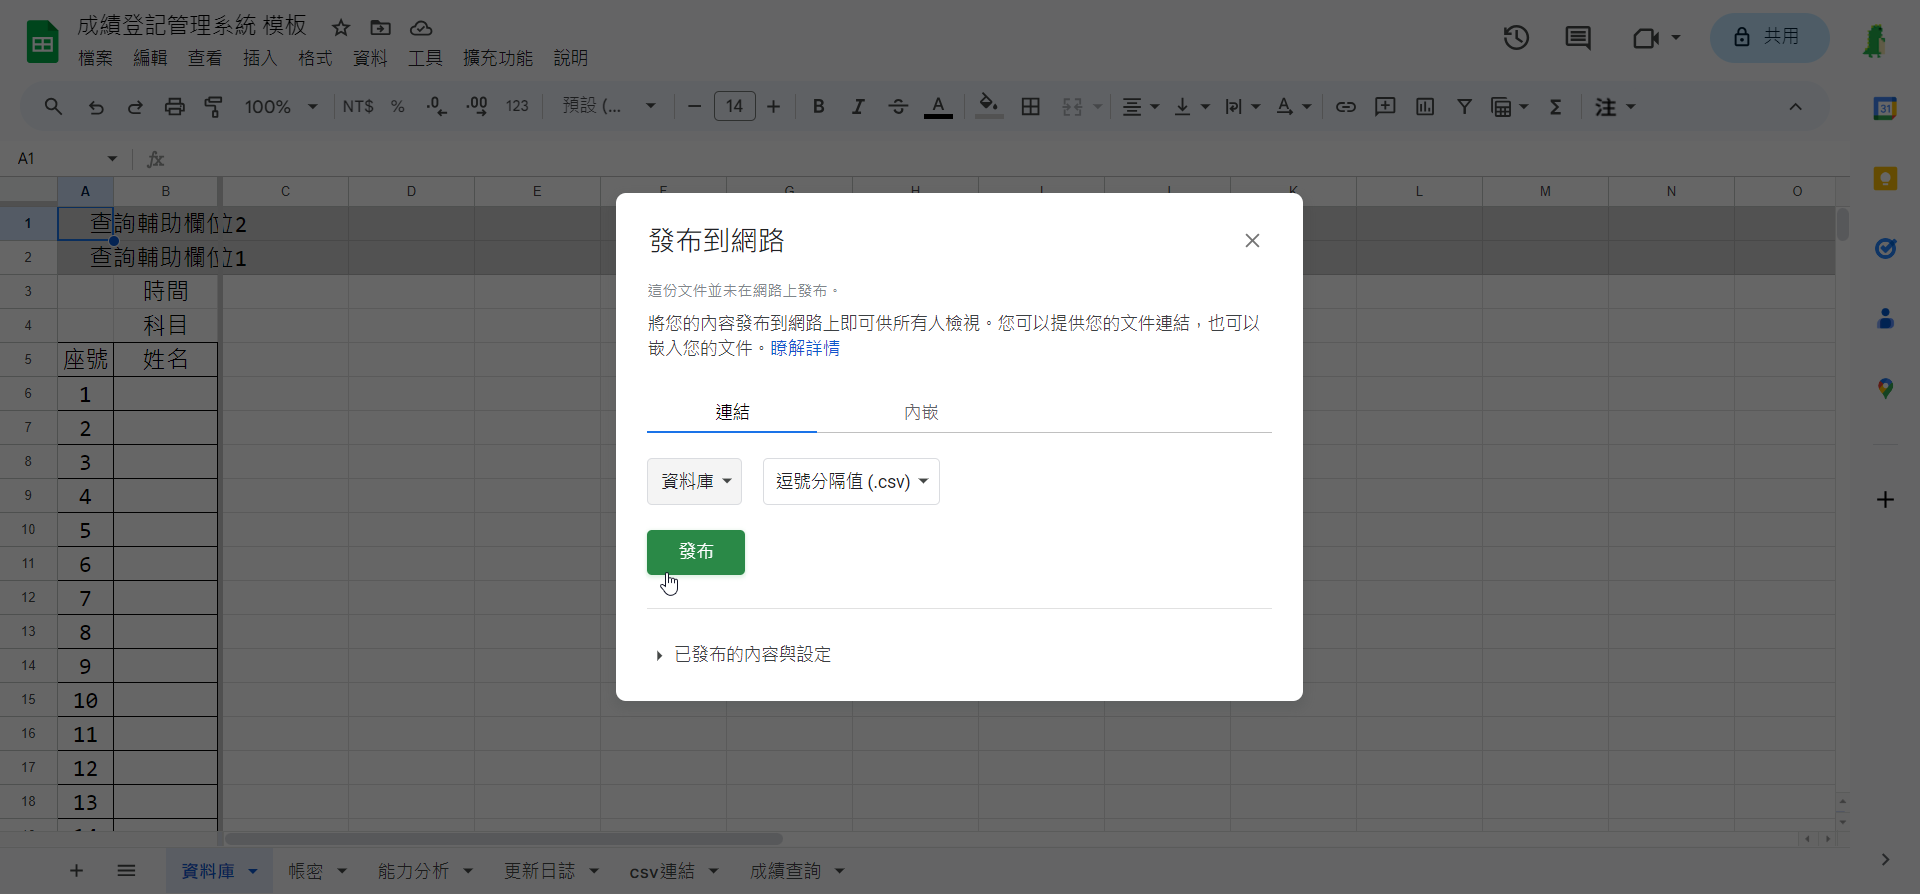 成績登記管理系統 模板
檔案 編輯 查看 插入 格式 資料 工具 擴充功能 說明
共用
100% NT$ % .0 .00 123 預設 (... 14 B I A 注
31
A1 fx
A B C D E F G H I J K L M N O
1 查詢輔助欄位2
2 查詢輔助欄位1
3 時間
4 科目
5 座號 姓名
6 1
7 2
8 3
9 4
10 5
11 6
12 7
13 8
14 9
15 10
16 11
17 12
18 13
發布到網路
這份文件並未在網路上發布。
將您的內容發布到網路上即可供所有人檢視。您可以提供您的文件連結，也可以
嵌入您的文件。瞭解詳情
連結 內嵌
資料庫 逗號分隔值 (.csv)
發布
已發布的內容與設定
資料庫 帳密 能力分析 更新日誌 csv連結 成績查詢